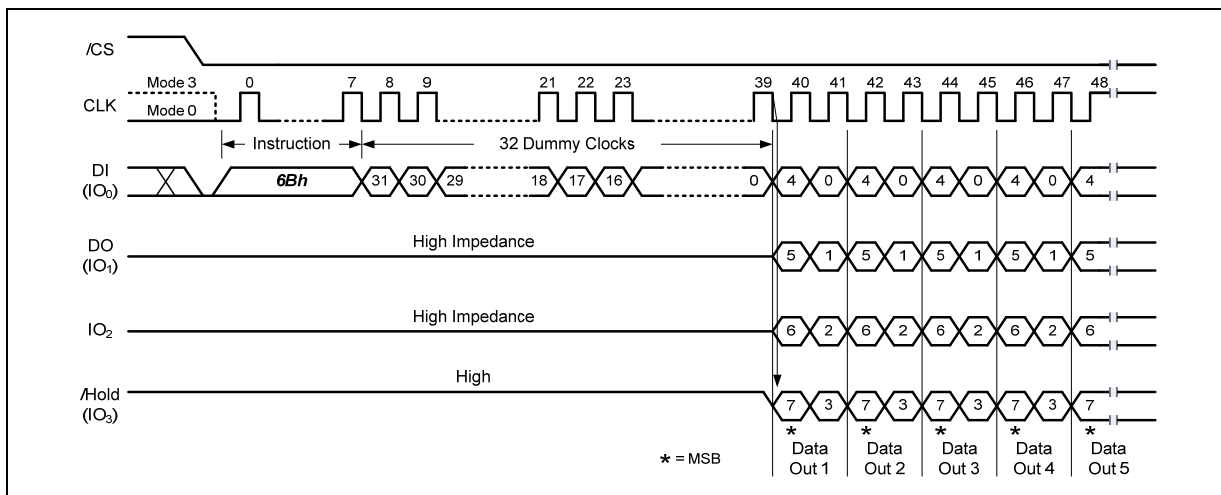 /CS
Mode 3 0 7 8 9 21 22 23 39 40 41 42 43 44 45 46 47 48
CLK Mode 0
Instruction 32 Dummy Clocks
DI
(IO0) 6Bh 31 30 29 18 17 16 0 4 0 4 0 4 0 4 0 4
High Impedance
DO
(IO1) 5 1 5 1 5 1 5 1 5
High Impedance
IO2 6 2 6 2 6 2 6 2 6
High
/Hold
(IO3) 7 3 7 3 7 3 7 3 7
* * * * *
* = MSB
Data Out 1
Data Out 2
Data Out 3
Data Out 4
Data Out 5